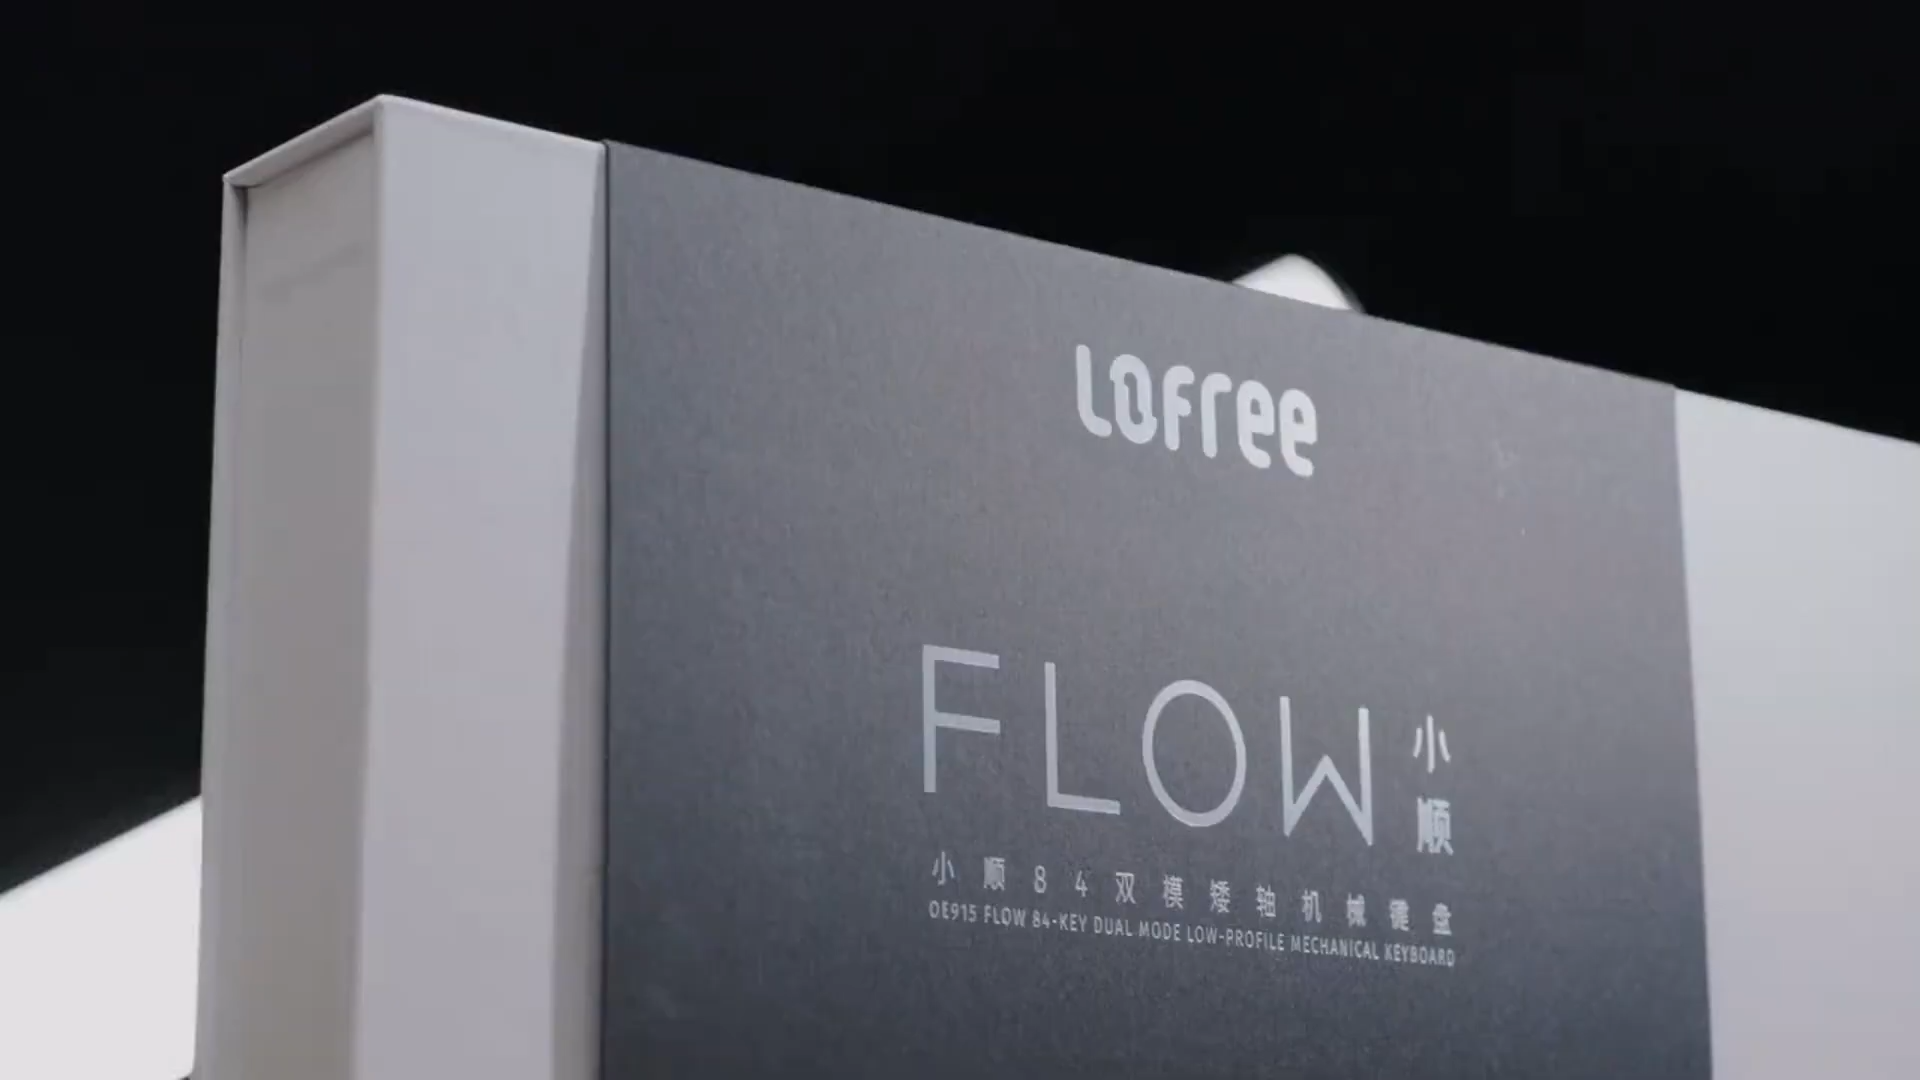 LOFree
FLOW 小顺
小顺84双模矮轴机械键盘
OE915 FLOW 84-KEY DUAL MODE LOW-PROFILE MECHANICAL KEYBOARD